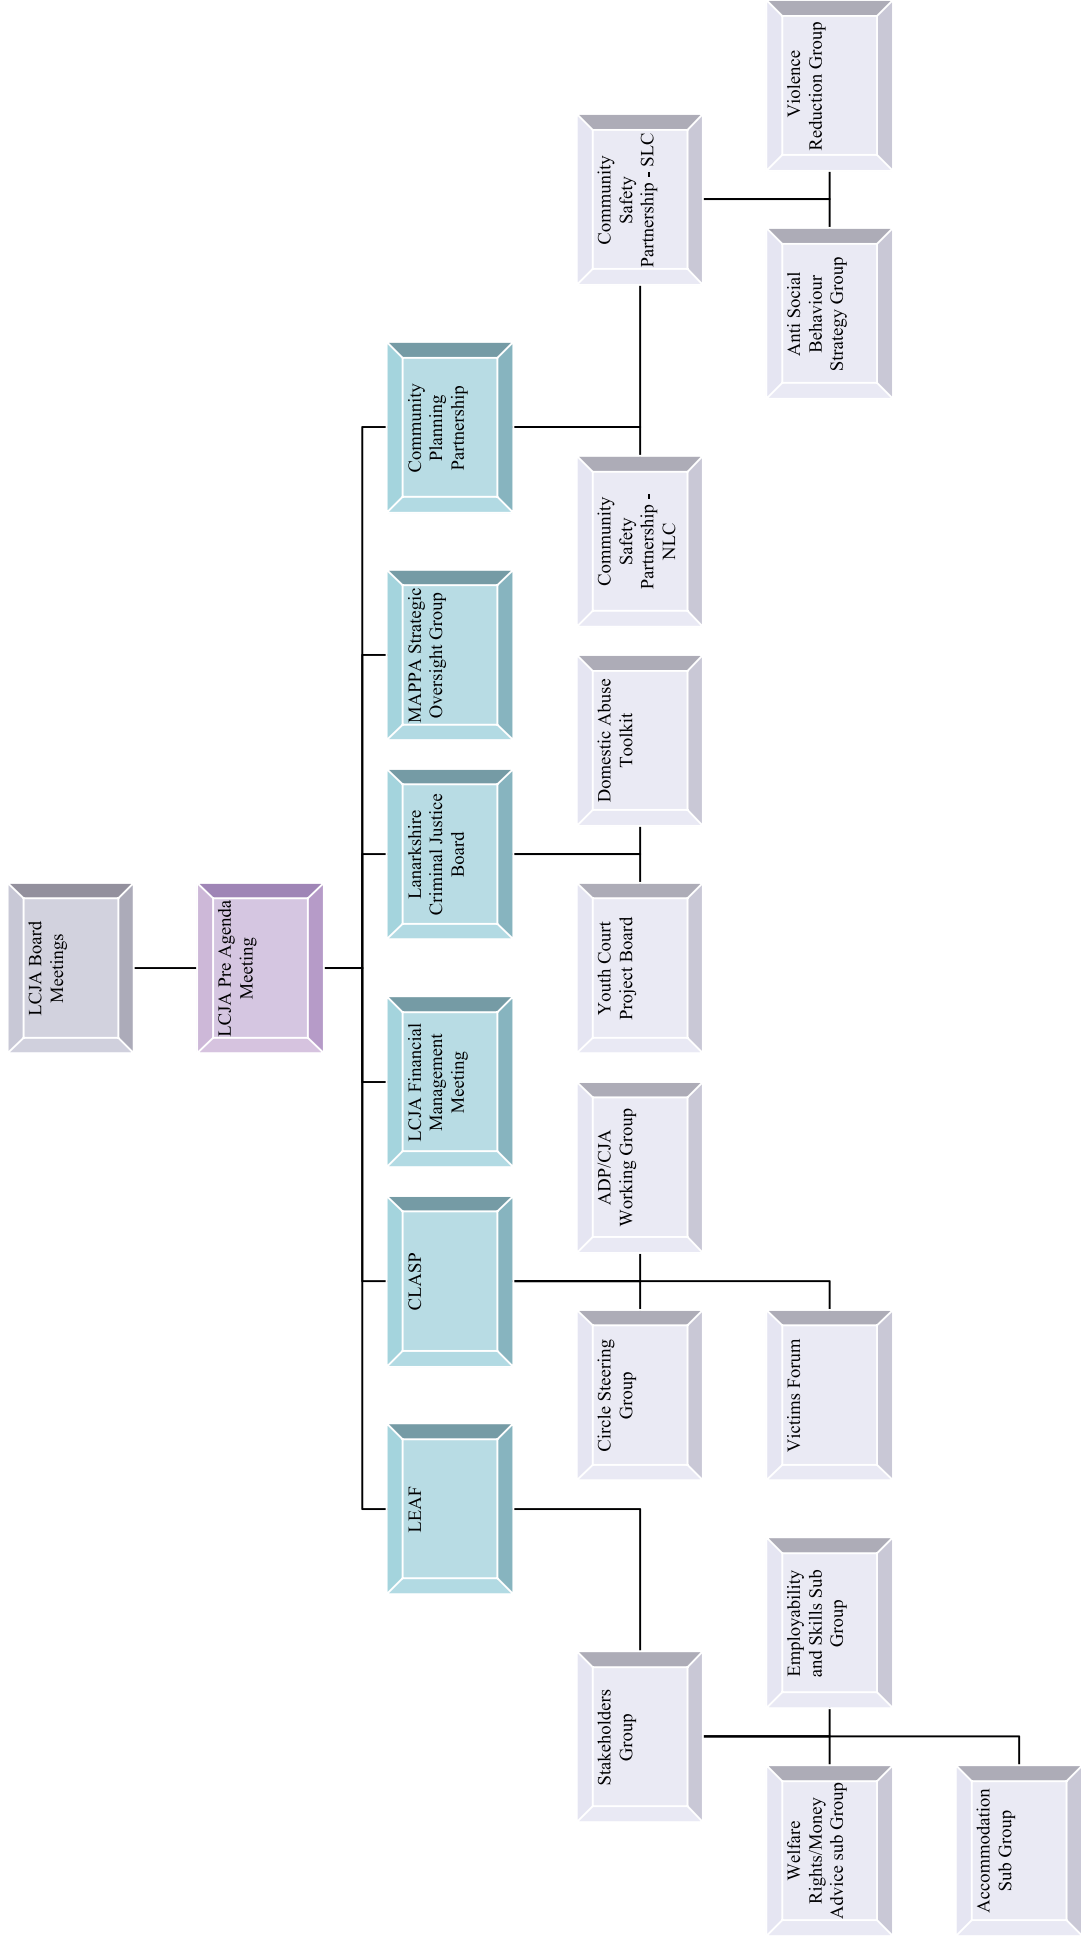 LCJA Board
Meetings
LCJA Pre Agenda
Meeting
LEAF
CLASP
LCJA Financial
Management
Meeting
Lanarkshire
Criminal Justice
Board
MAPPA Strategic
Oversight Group
Community
Planning
Partnership
Stakeholders
Group
Circle Steering
Group
ADP/CJA
Working Group
Youth Court
Project Board
Domestic Abuse
Toolkit
Community
Safety
Partnership -
NLC
Community
Safety
Partnership - SLC
Welfare
Rights/Money
Advice sub Group
Employability
and Skills Sub
Group
Victims Forum
Anti Social
Behaviour
Strategy Group
Violence
Reduction Group
Accommodation
Sub Group